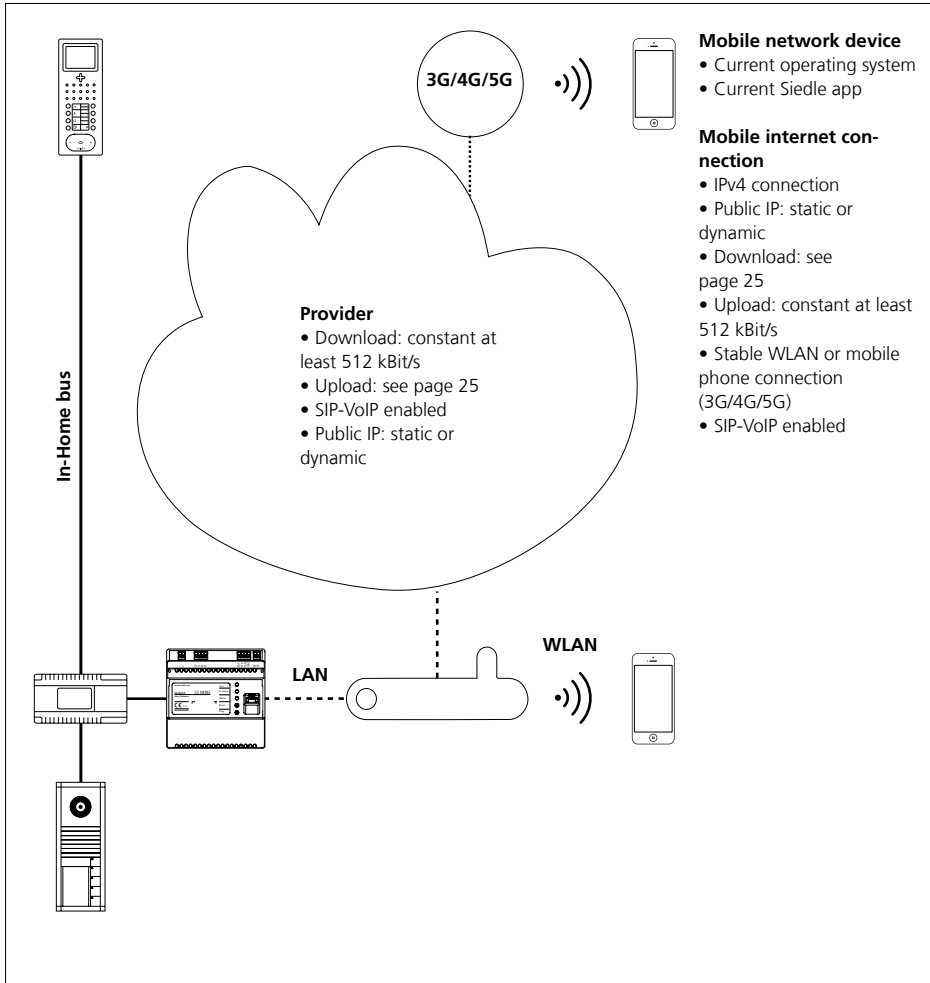 3G/4G/5G
Mobile network device
• Current operating system
• Current Siedle app
Mobile internet con-
nection
• IPv4 connection
• Public IP: static or
dynamic
• Download: see
page 25
• Upload: constant at least
512 kBit/s
• Stable WLAN or mobile
phone connection
(3G/4G/5G)
• SIP-VoIP enabled
Provider
• Download: constant at
least 512 kBit/s
• Upload: see page 25
• SIP-VoIP enabled
• Public IP: static or
dynamic
In-Home bus
LAN
WLAN